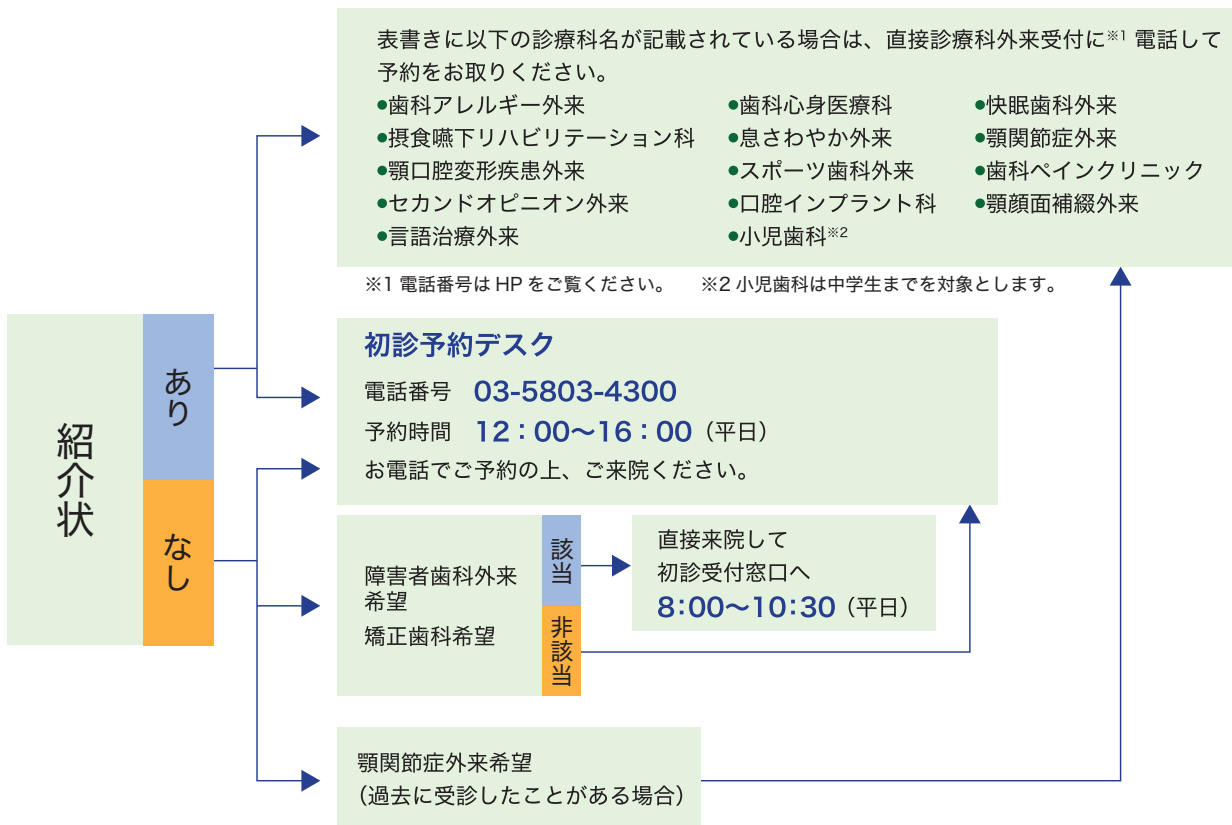 表書きに以下の診療科名が記載されている場合は、直接診療科外来受付に※1 電話して
予約をお取りください。
●歯科アレルギー外来 ●歯科心身医療科 ●快眠歯科外来
●摂食嚥下リハビリテーション科 ●息さわやか外来 ●顎関節症外来
●顎口腔変形疾患外来 ●スポーツ歯科外来 ●歯科ペインクリニック
●セカンドオピニオン外来 ●口腔インプラント科 ●顎顔面補綴外来
●言語治療外来 ●小児歯科※2
※1 電話番号は HP をご覧ください。 ※2 小児歯科は中学生までを対象とします。
紹介状
あり
なし
初診予約デスク
電話番号 03-5803-4300
予約時間 12:00〜16:00（平日）
お電話でご予約の上、ご来院ください。
障害者歯科外来
希望
矯正歯科希望
該当
非該当
直接来院して
初診受付窓口へ
8:00〜10:30（平日）
顎関節症外来希望
（過去に受診したことがある場合）